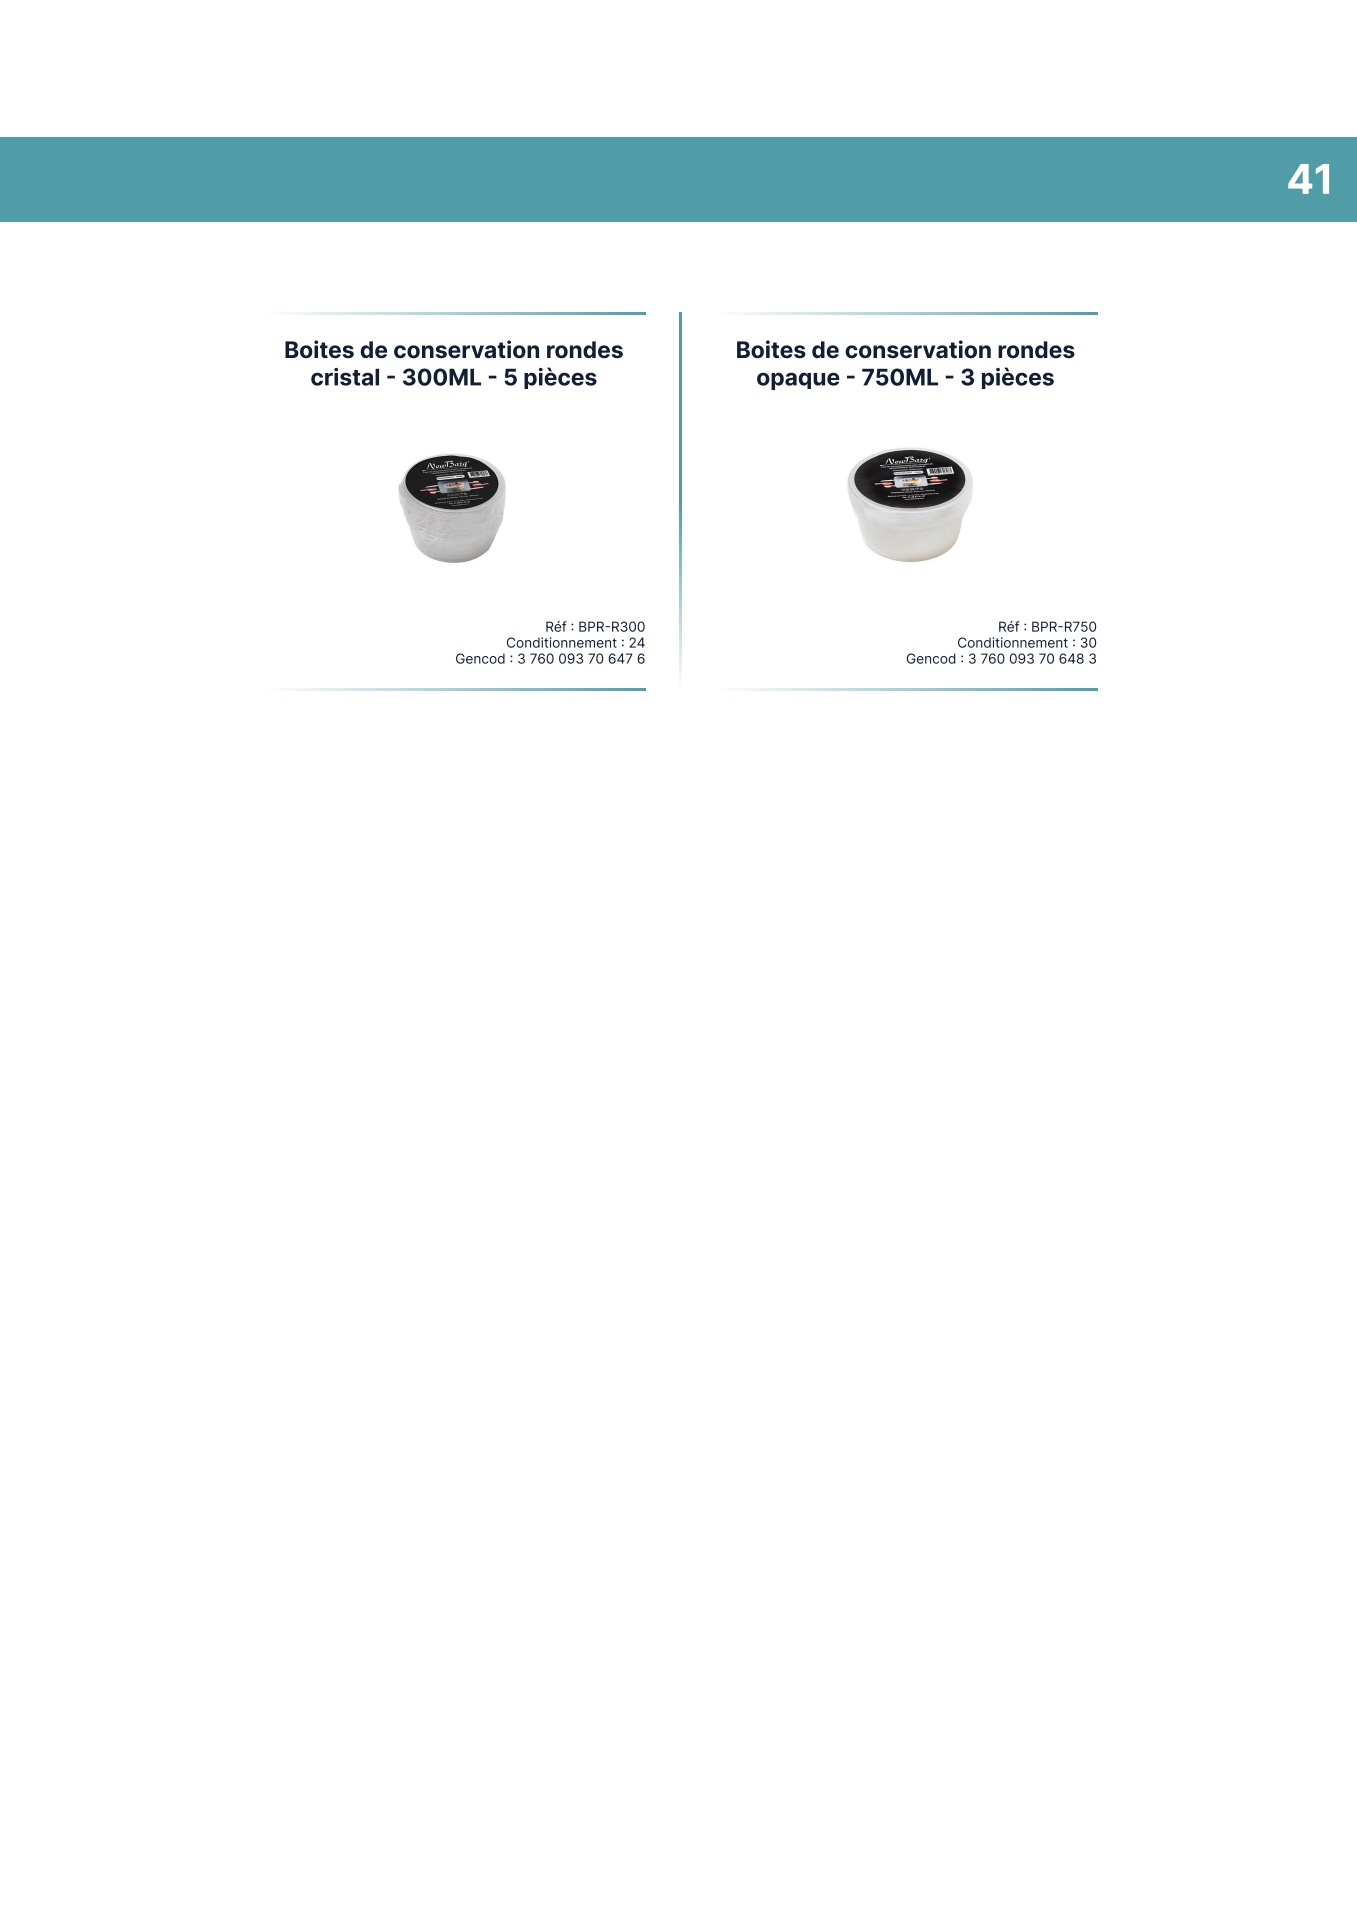 41
Boites de conservation rondes
cristal - 300ML - 5 pièces
NewBarq'
Réf : BPR-R300
Conditionnement : 24
Gencod : 3 760 093 70 647 6
Boites de conservation rondes
opaque - 750ML - 3 pièces
NewBarq'
Réf : BPR-R750
Conditionnement : 30
Gencod : 3 760 093 70 648 3